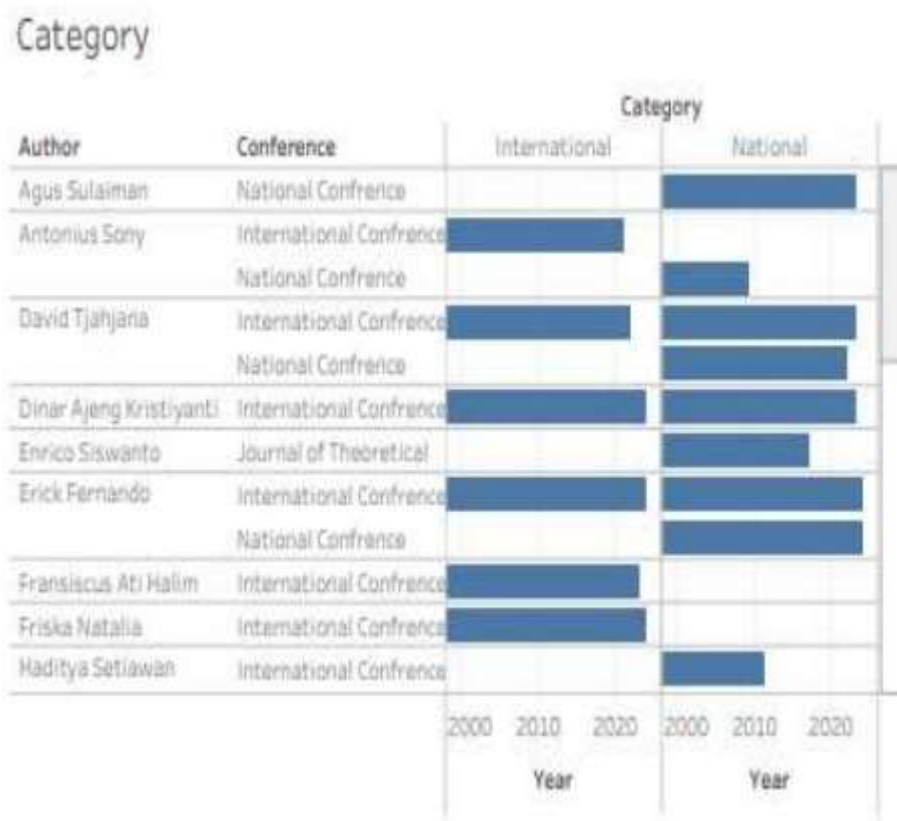 Category
Category
Author Conference International National
Agus Sulaiman National Confrence
Antonius Sony International Confrence
National Confrence
David Tjahjana International Confrence
National Confrence
Dinar Ajeng Kristiyanti International Confrence
Enrico Siswanto Journal of Theoretical
Erick Fernando International Confrence
National Confrence
Fransiscus Ati Halim International Confrence
Friska Natalia International Confrence
Haditya Setiawan International Confrence
2000 2010 2020 2000 2010 2020
Year Year